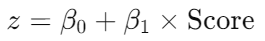 z = β₀ + β₁ × Score